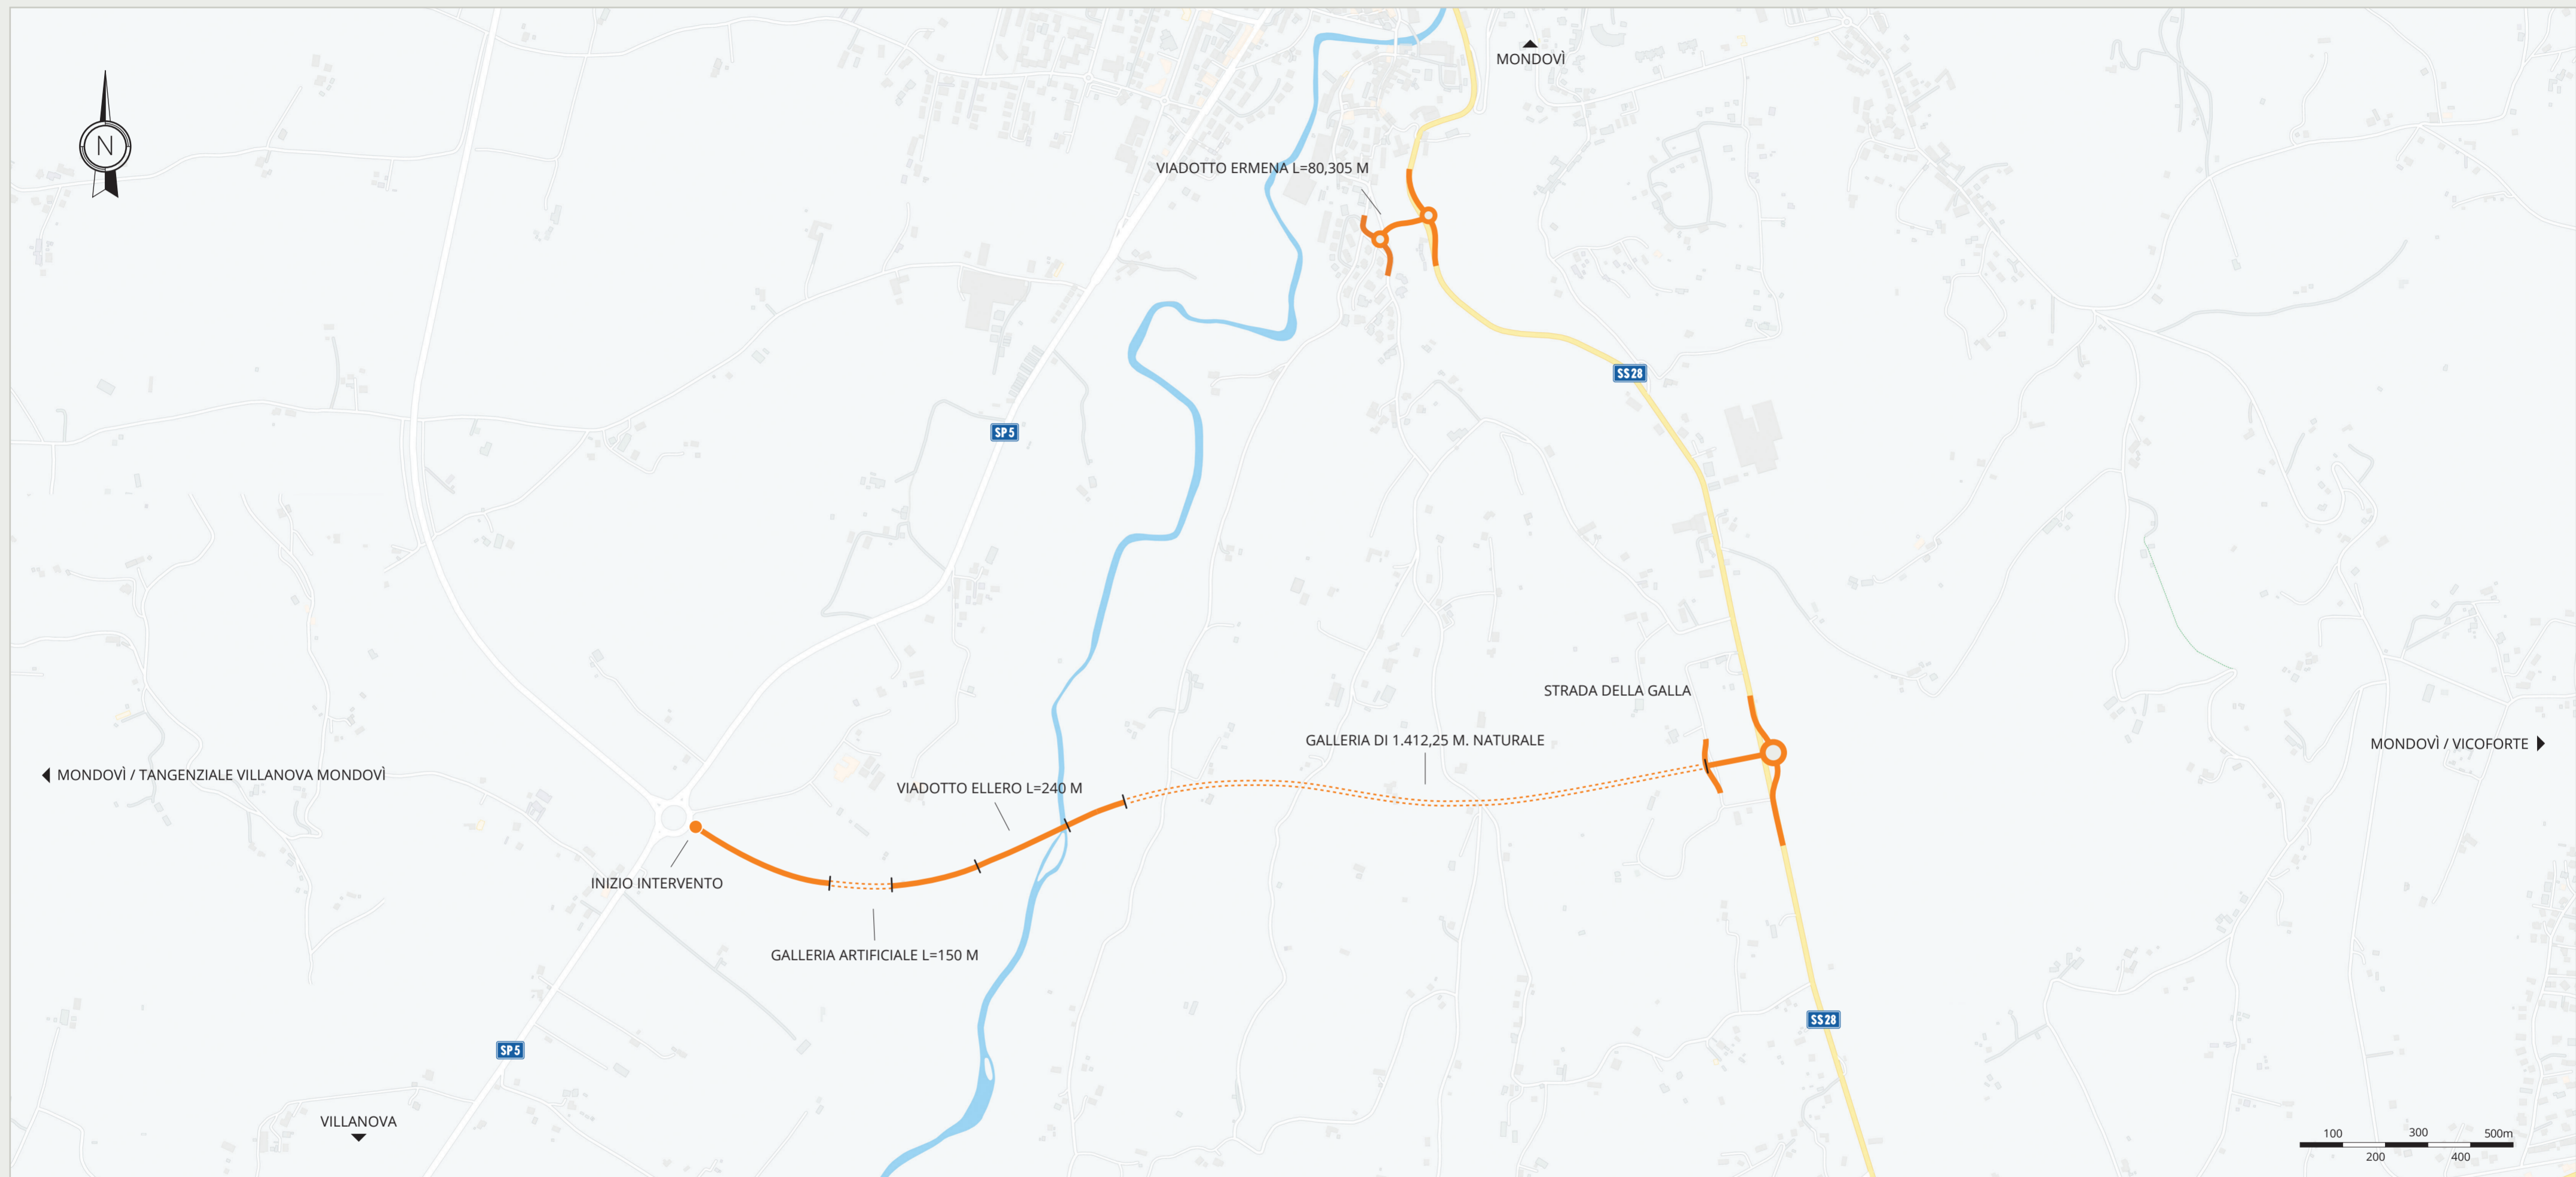 MONDOVÌ
N
VIADOTTO ERMENA L=80,305 M
SS28
SP5
STRADA DELLA GALLA
GALLERIA DI 1.412,25 M. NATURALE
MONDOVÌ / VICOFORTE
MONDOVÌ / TANGENZIALE VILLANOVA MONDOVÌ
VIADOTTO ELLERO L=240 M
INIZIO INTERVENTO
GALLERIA ARTIFICIALE L=150 M
SS28
SP5
VILLANOVA
100 300 500m
200 400